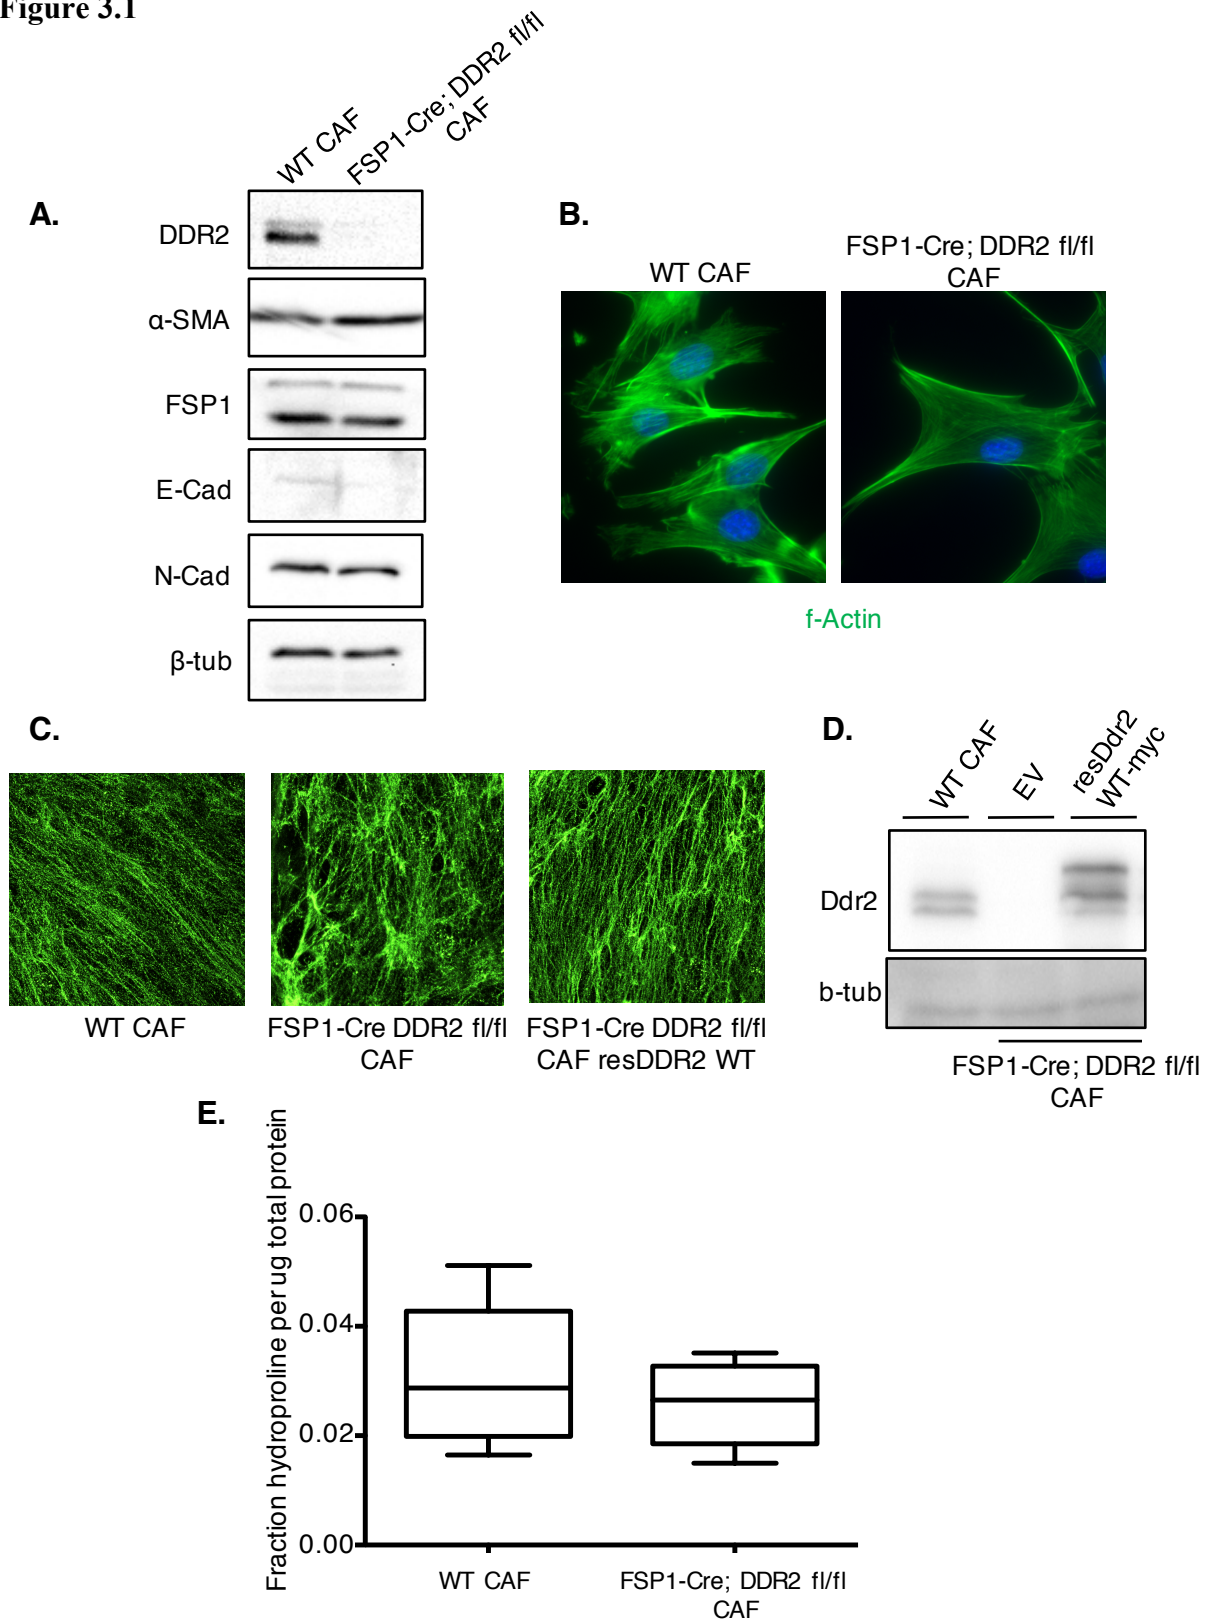 Figure 3.1
WT CAF
FSP1-Cre; DDR2 fl/fl
CAF
A.
DDR2
α-SMA
FSP1
E-Cad
N-Cad
β-tub
B.
WT CAF
FSP1-Cre; DDR2 fl/fl
CAF
f-Actin
C.
WT CAF
FSP1-Cre DDR2 fl/fl
CAF
FSP1-Cre DDR2 fl/fl
CAF resDDR2 WT
D.
WT CAF
EV
resDdr2
WT-myc
Ddr2
b-tub
FSP1-Cre; DDR2 fl/fl
CAF
E.
Fraction hydroproline per ug total protein
0.06
0.04
0.02
0.00
WT CAF
FSP1-Cre; DDR2 fl/fl
CAF